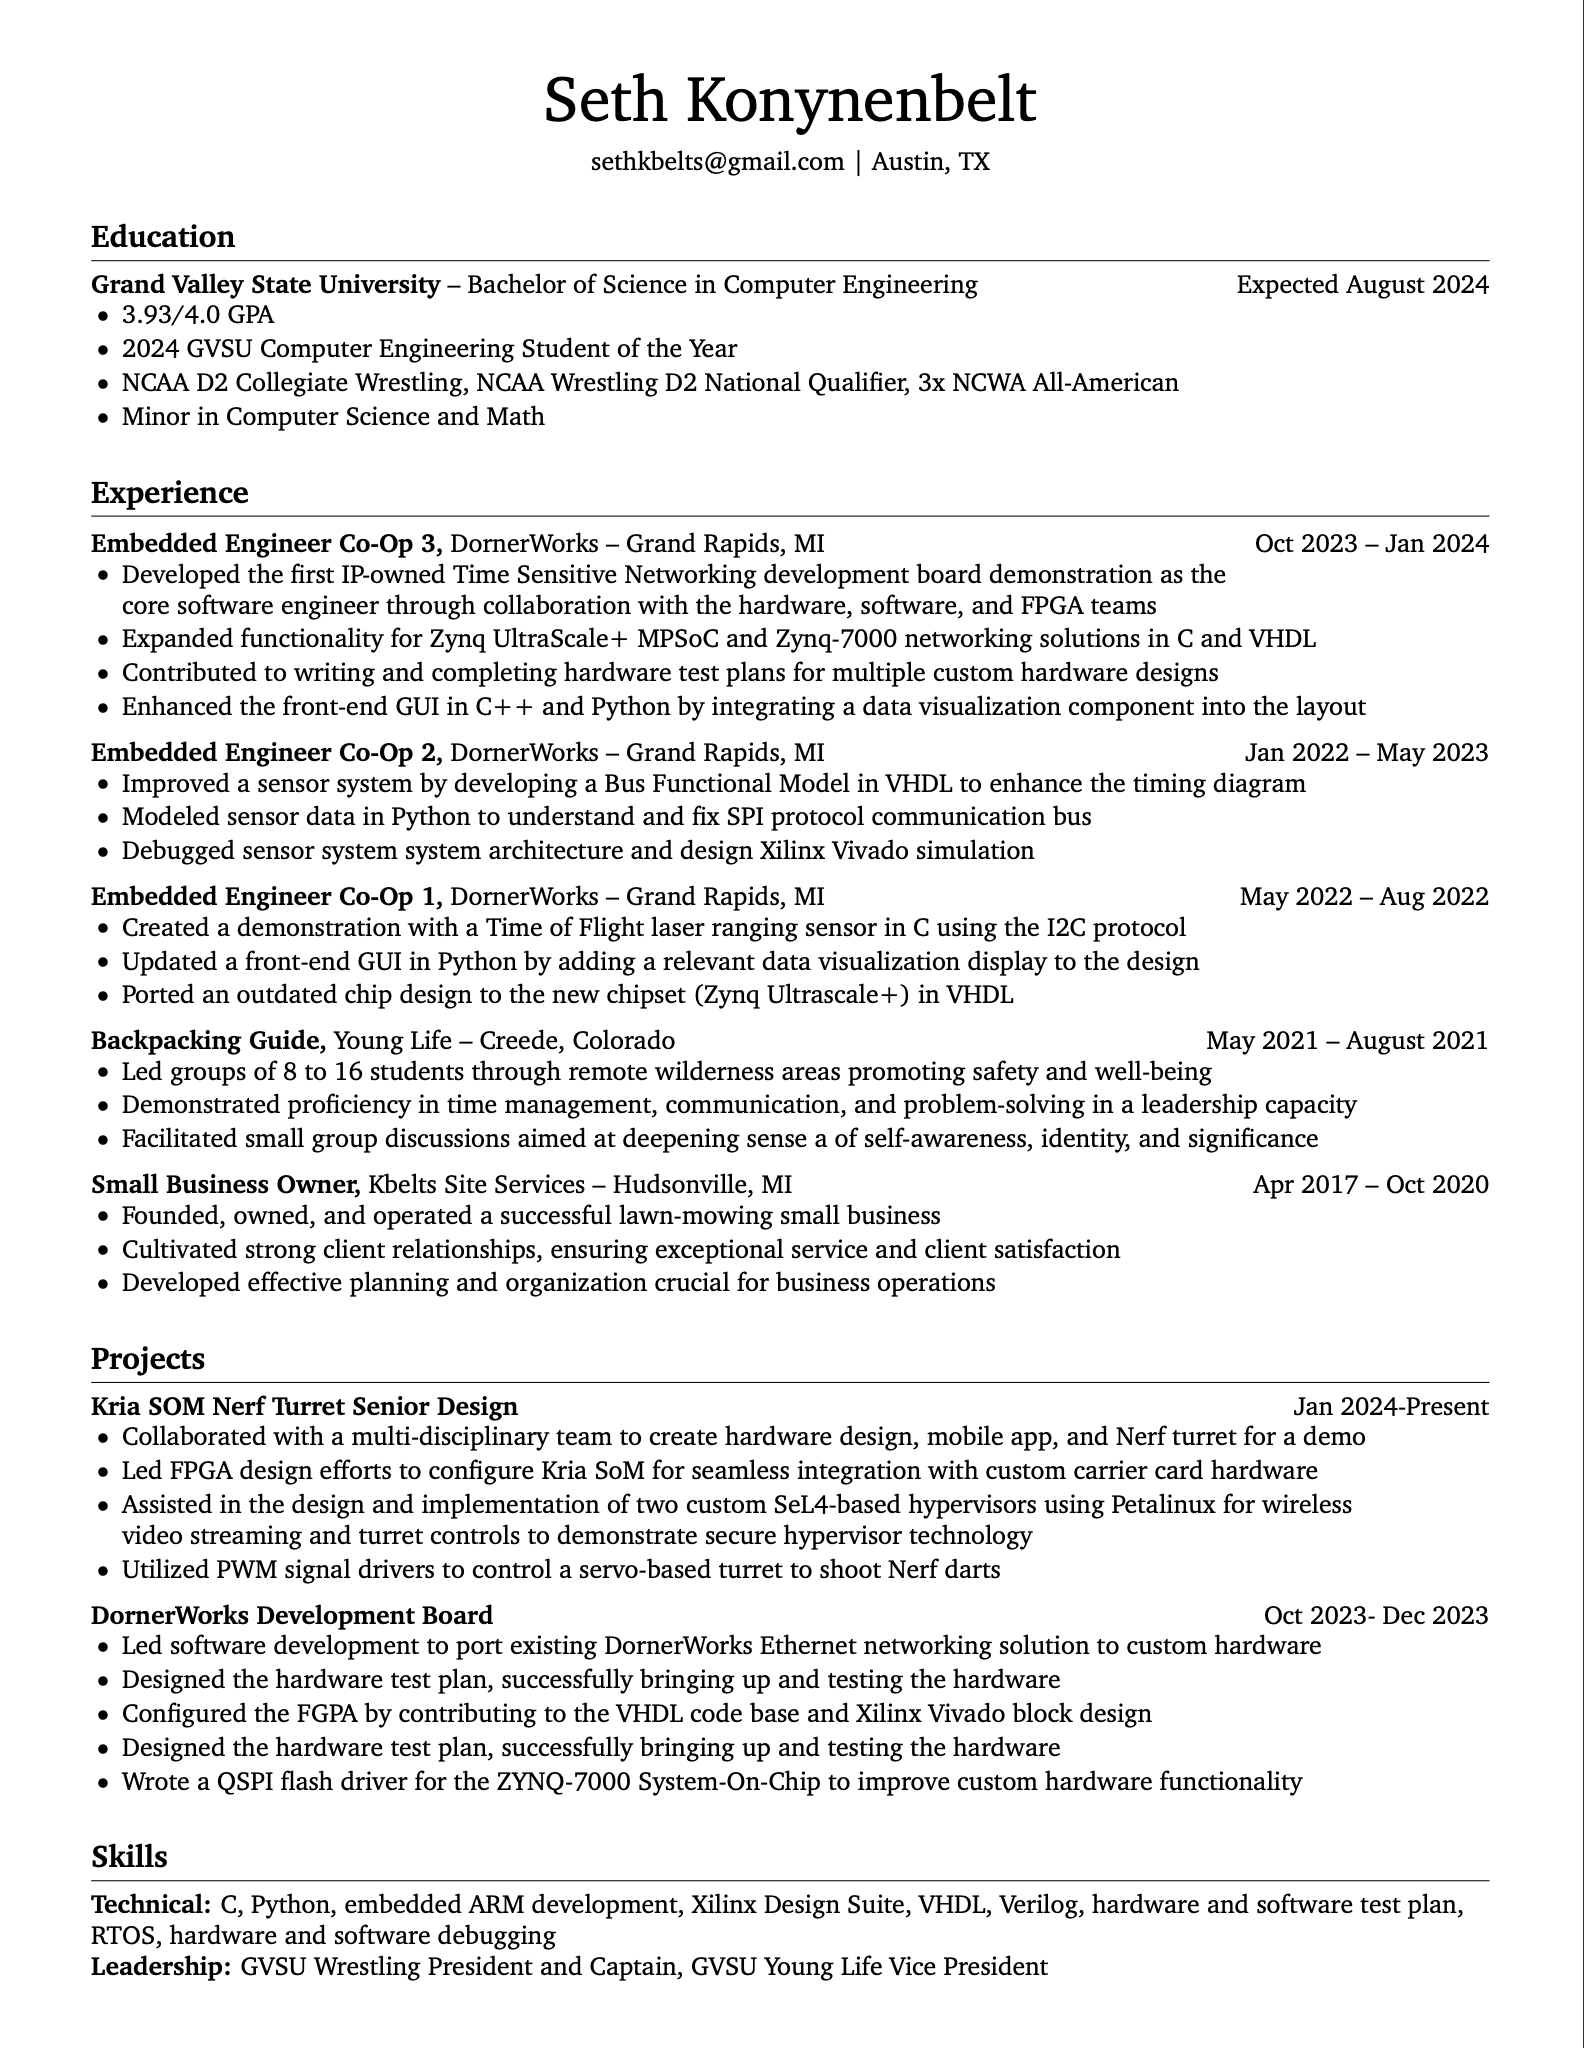 Seth Konynenbelt
sethkbelts@gmail.com | Austin, TX
Education
Grand Valley State University – Bachelor of Science in Computer Engineering Expected August 2024
• 3.93/4.0 GPA
• 2024 GVSU Computer Engineering Student of the Year
• NCAA D2 Collegiate Wrestling, NCAA Wrestling D2 National Qualifier, 3x NCWA All-American
• Minor in Computer Science and Math
Experience
Embedded Engineer Co-Op 3, DornerWorks – Grand Rapids, MI Oct 2023 – Jan 2024
• Developed the first IP-owned Time Sensitive Networking development board demonstration as the
core software engineer through collaboration with the hardware, software, and FPGA teams
• Expanded functionality for Zynq UltraScale+ MPSoC and Zynq-7000 networking solutions in C and VHDL
• Contributed to writing and completing hardware test plans for multiple custom hardware designs
• Enhanced the front-end GUI in C++ and Python by integrating a data visualization component into the layout
Embedded Engineer Co-Op 2, DornerWorks – Grand Rapids, MI Jan 2022 – May 2023
• Improved a sensor system by developing a Bus Functional Model in VHDL to enhance the timing diagram
• Modeled sensor data in Python to understand and fix SPI protocol communication bus
• Debugged sensor system system architecture and design Xilinx Vivado simulation
Embedded Engineer Co-Op 1, DornerWorks – Grand Rapids, MI May 2022 – Aug 2022
• Created a demonstration with a Time of Flight laser ranging sensor in C using the I2C protocol
• Updated a front-end GUI in Python by adding a relevant data visualization display to the design
• Ported an outdated chip design to the new chipset (Zynq Ultrascale+) in VHDL
Backpacking Guide, Young Life – Creede, Colorado May 2021 – August 2021
• Led groups of 8 to 16 students through remote wilderness areas promoting safety and well-being
• Demonstrated proficiency in time management, communication, and problem-solving in a leadership capacity
• Facilitated small group discussions aimed at deepening sense a of self-awareness, identity, and significance
Small Business Owner, Kbelts Site Services – Hudsonville, MI Apr 2017 – Oct 2020
• Founded, owned, and operated a successful lawn-mowing small business
• Cultivated strong client relationships, ensuring exceptional service and client satisfaction
• Developed effective planning and organization crucial for business operations
Projects
Kria SOM Nerf Turret Senior Design Jan 2024-Present
• Collaborated with a multi-disciplinary team to create hardware design, mobile app, and Nerf turret for a demo
• Led FPGA design efforts to configure Kria SoM for seamless integration with custom carrier card hardware
• Assisted in the design and implementation of two custom SeL4-based hypervisors using Petalinux for wireless
video streaming and turret controls to demonstrate secure hypervisor technology
• Utilized PWM signal drivers to control a servo-based turret to shoot Nerf darts
DornerWorks Development Board Oct 2023- Dec 2023
• Led software development to port existing DornerWorks Ethernet networking solution to custom hardware
• Designed the hardware test plan, successfully bringing up and testing the hardware
• Configured the FGPA by contributing to the VHDL code base and Xilinx Vivado block design
• Designed the hardware test plan, successfully bringing up and testing the hardware
• Wrote a QSPI flash driver for the ZYNQ-7000 System-On-Chip to improve custom hardware functionality
Skills
Technical: C, Python, embedded ARM development, Xilinx Design Suite, VHDL, Verilog, hardware and software test plan,
RTOS, hardware and software debugging
Leadership: GVSU Wrestling President and Captain, GVSU Young Life Vice President